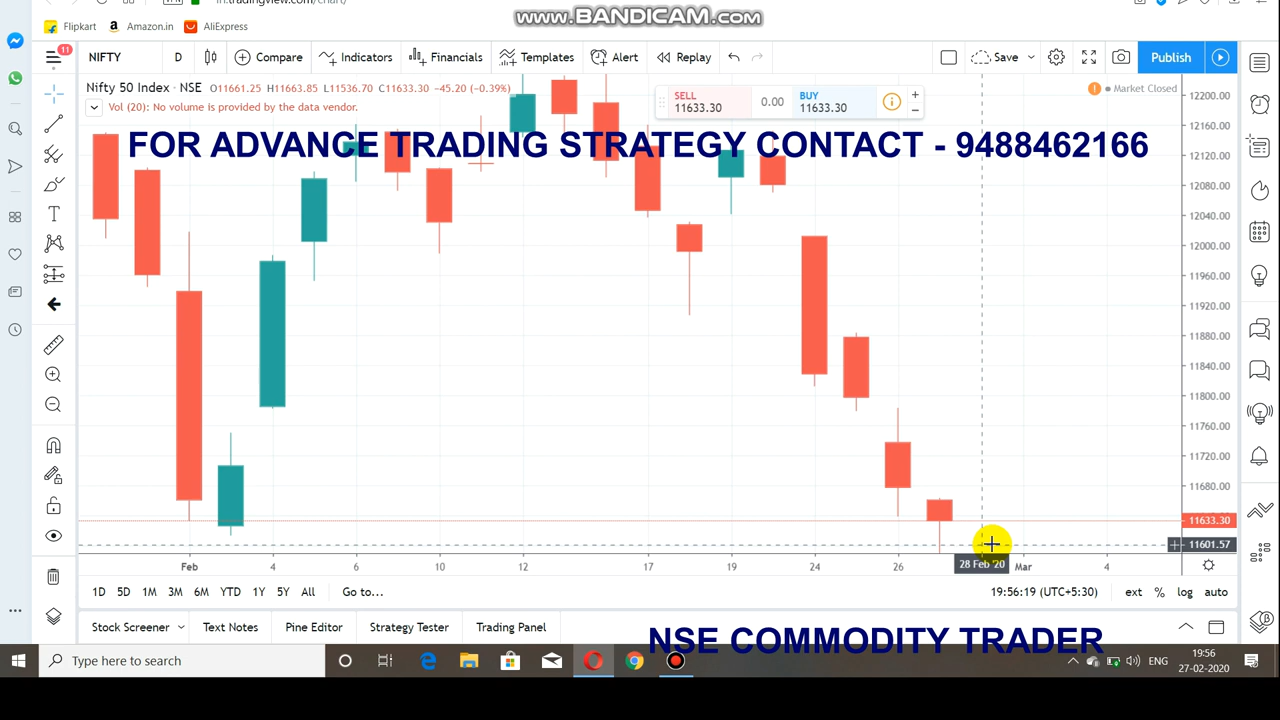 www.BANDICAM.com
in.tradingview.com/chart/
Flipkart
Amazon.in
AliExpress
11
NIFTY
D
Compare
Indicators
Financials
Templates
Alert
Replay
Save
Publish
Nifty 50 Index · NSE O11661.25 H11663.85 L11536.70 C11633.30 −45.20 (−0.39%)
Vol (20): No volume is provided by the data vendor.
SELL
11633.30
0.00
BUY
11633.30
Market Closed
FOR ADVANCE TRADING STRATEGY CONTACT - 9488462166
12200.00
12160.00
12120.00
12080.00
12040.00
12000.00
11960.00
11920.00
11880.00
11840.00
11800.00
11760.00
11720.00
11680.00
11633.30
11601.57
Feb
4
6
10
12
17
19
24
26
28 Feb '20
Mar
4
1D 5D 1M 3M 6M YTD 1Y 5Y All Go to...
19:56:19 (UTC+5:30)
ext % log auto
Stock Screener
Text Notes
Pine Editor
Strategy Tester
Trading Panel
NSE COMMODITY TRADER
Type here to search
ENG
19:56
27-02-2020